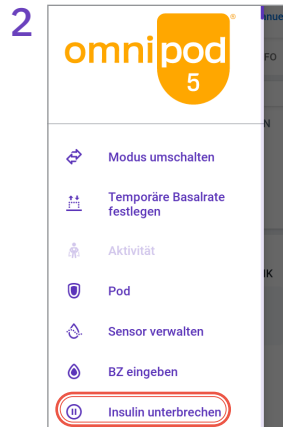 2
omnipod®
5
Modus umschalten
Temporäre Basalrate
festlegen
Aktivität
Pod
Sensor verwalten
BZ eingeben
Insulin unterbrechen